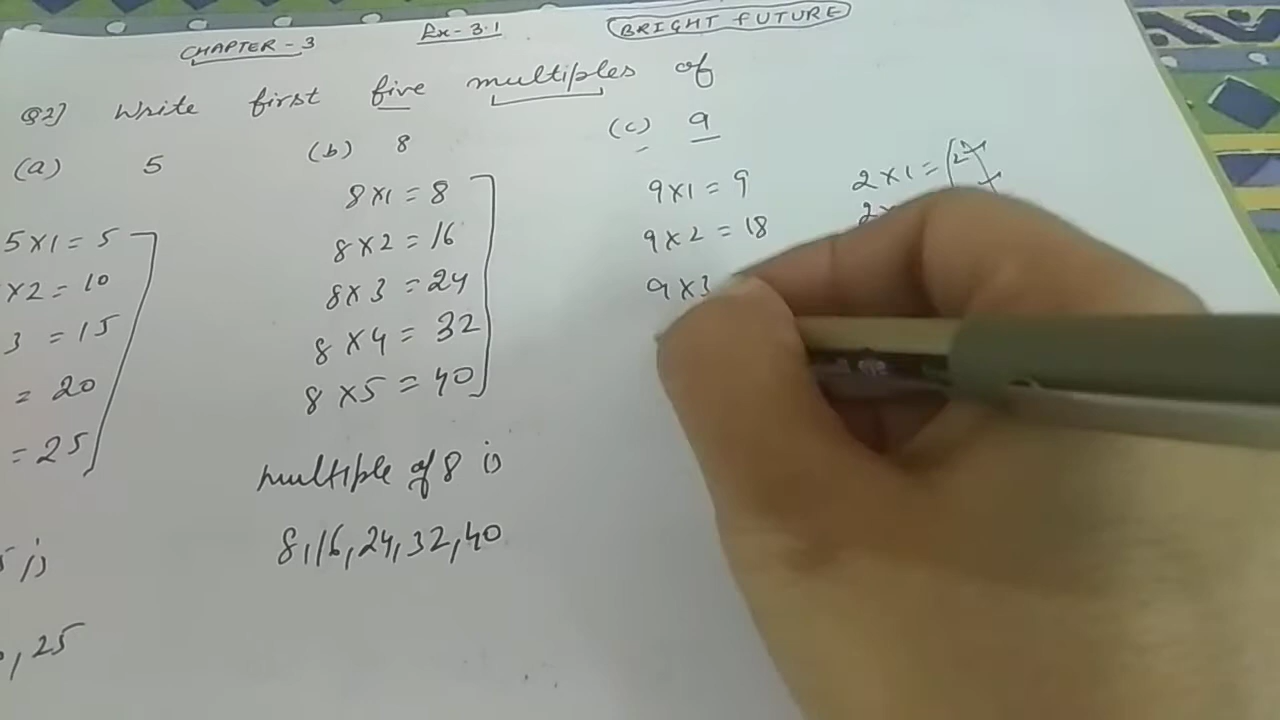 CHAPTER - 3 Ex - 3.1 BRIGHT FUTURE
Q2] Write first five multiples of
(a) 5 (b) 8 (c) 9
5 x 1 = 5
x 2 = 10
3 = 15
= 20
= 25
is
, 25
8 x 1 = 8
8 x 2 = 16
8 x 3 = 24
8 x 4 = 32
8 x 5 = 40
multiple of 8 is
8, 16, 24, 32, 40
9 x 1 = 9
9 x 2 = 18
9 x 3
2 x 1 = 2